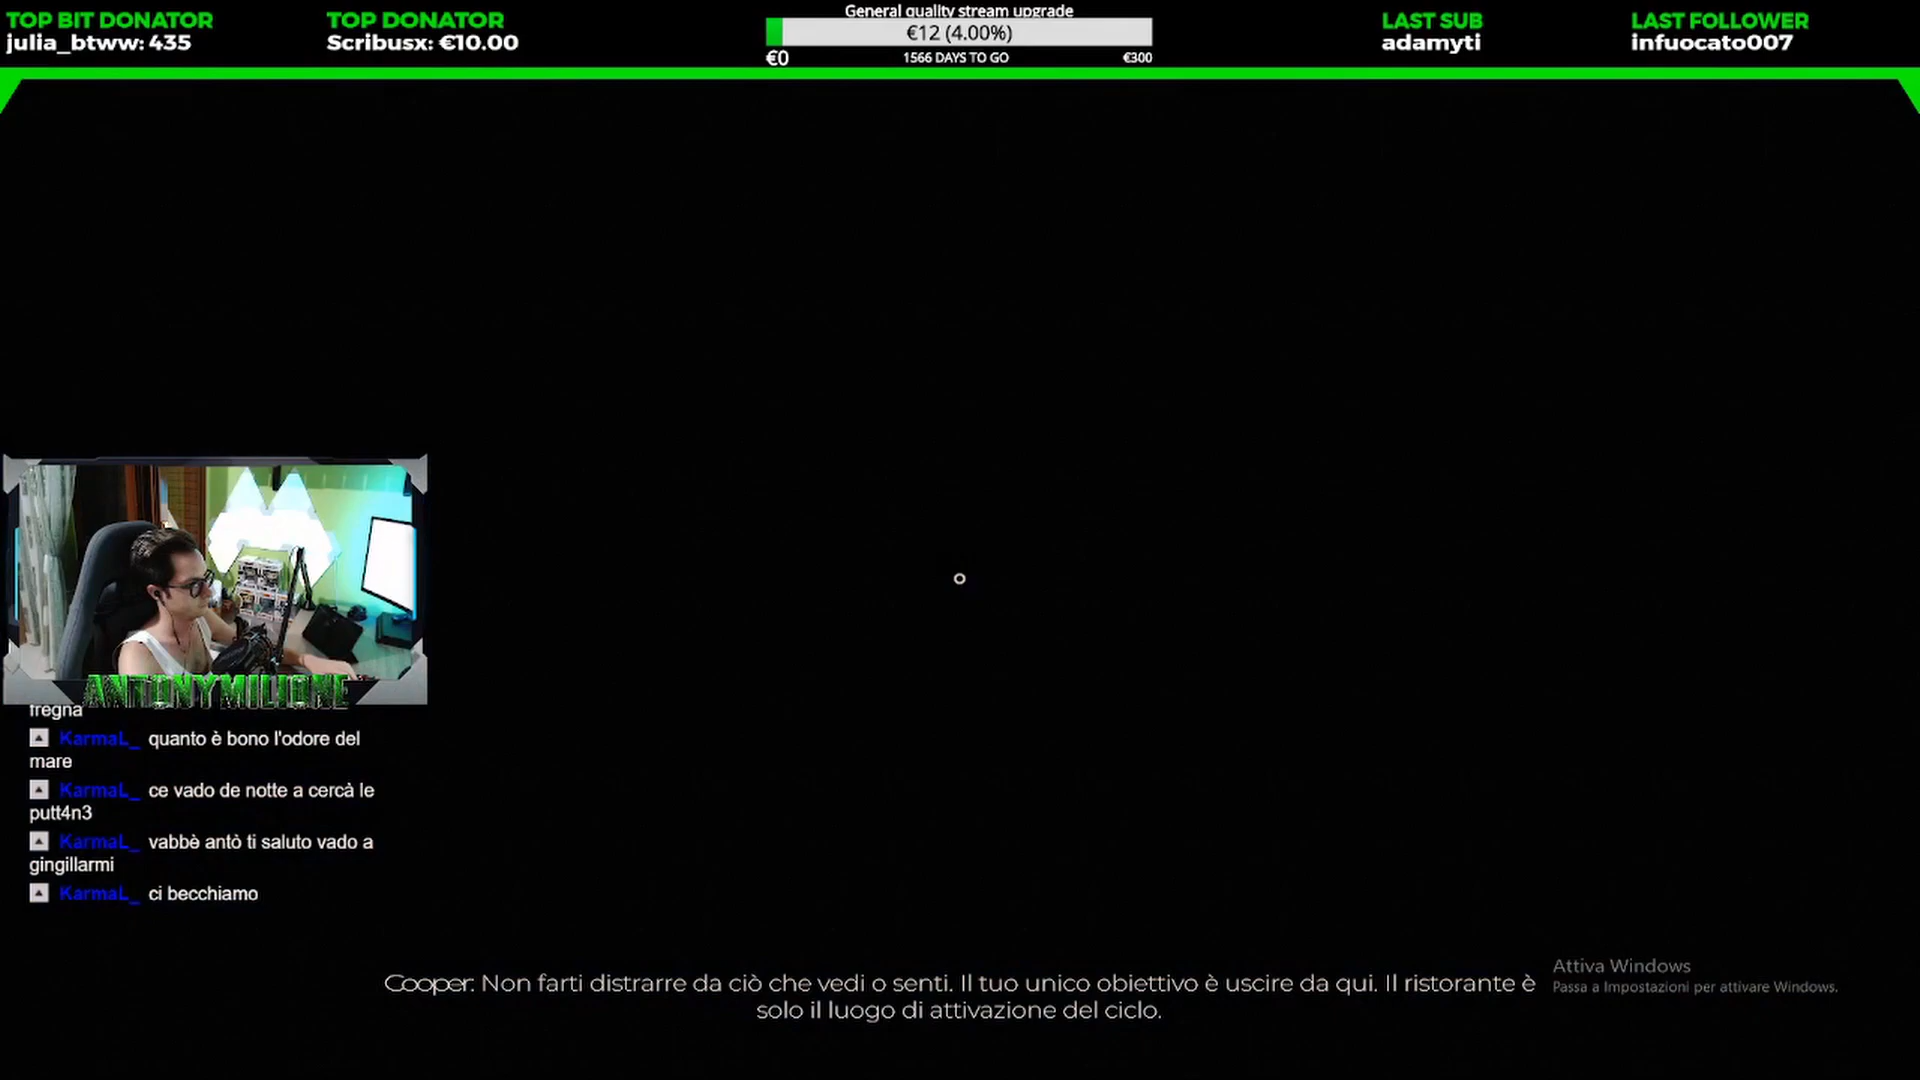 TOP BIT DONATOR
julia_btww: 435
TOP DONATOR
Scribusx: €10.00
General quality stream upgrade
€12 (4.00%)
€0
1566 DAYS TO GO
€300
LAST SUB
adamyti
LAST FOLLOWER
infuocato007
ANTONYMILIONE
fregna
KarmaL_ quanto è bono l'odore del
mare
KarmaL_ ce vado de notte a cercà le
putt4n3
KarmaL_ vabbè antò ti saluto vado a
gingillarmi
KarmaL_ ci becchiamo
Cooper: Non farti distrarre da ciò che vedi o senti. Il tuo unico obiettivo è uscire da qui. Il ristorante è
solo il luogo di attivazione del ciclo.
Attiva Windows
Passa a Impostazioni per attivare Windows.